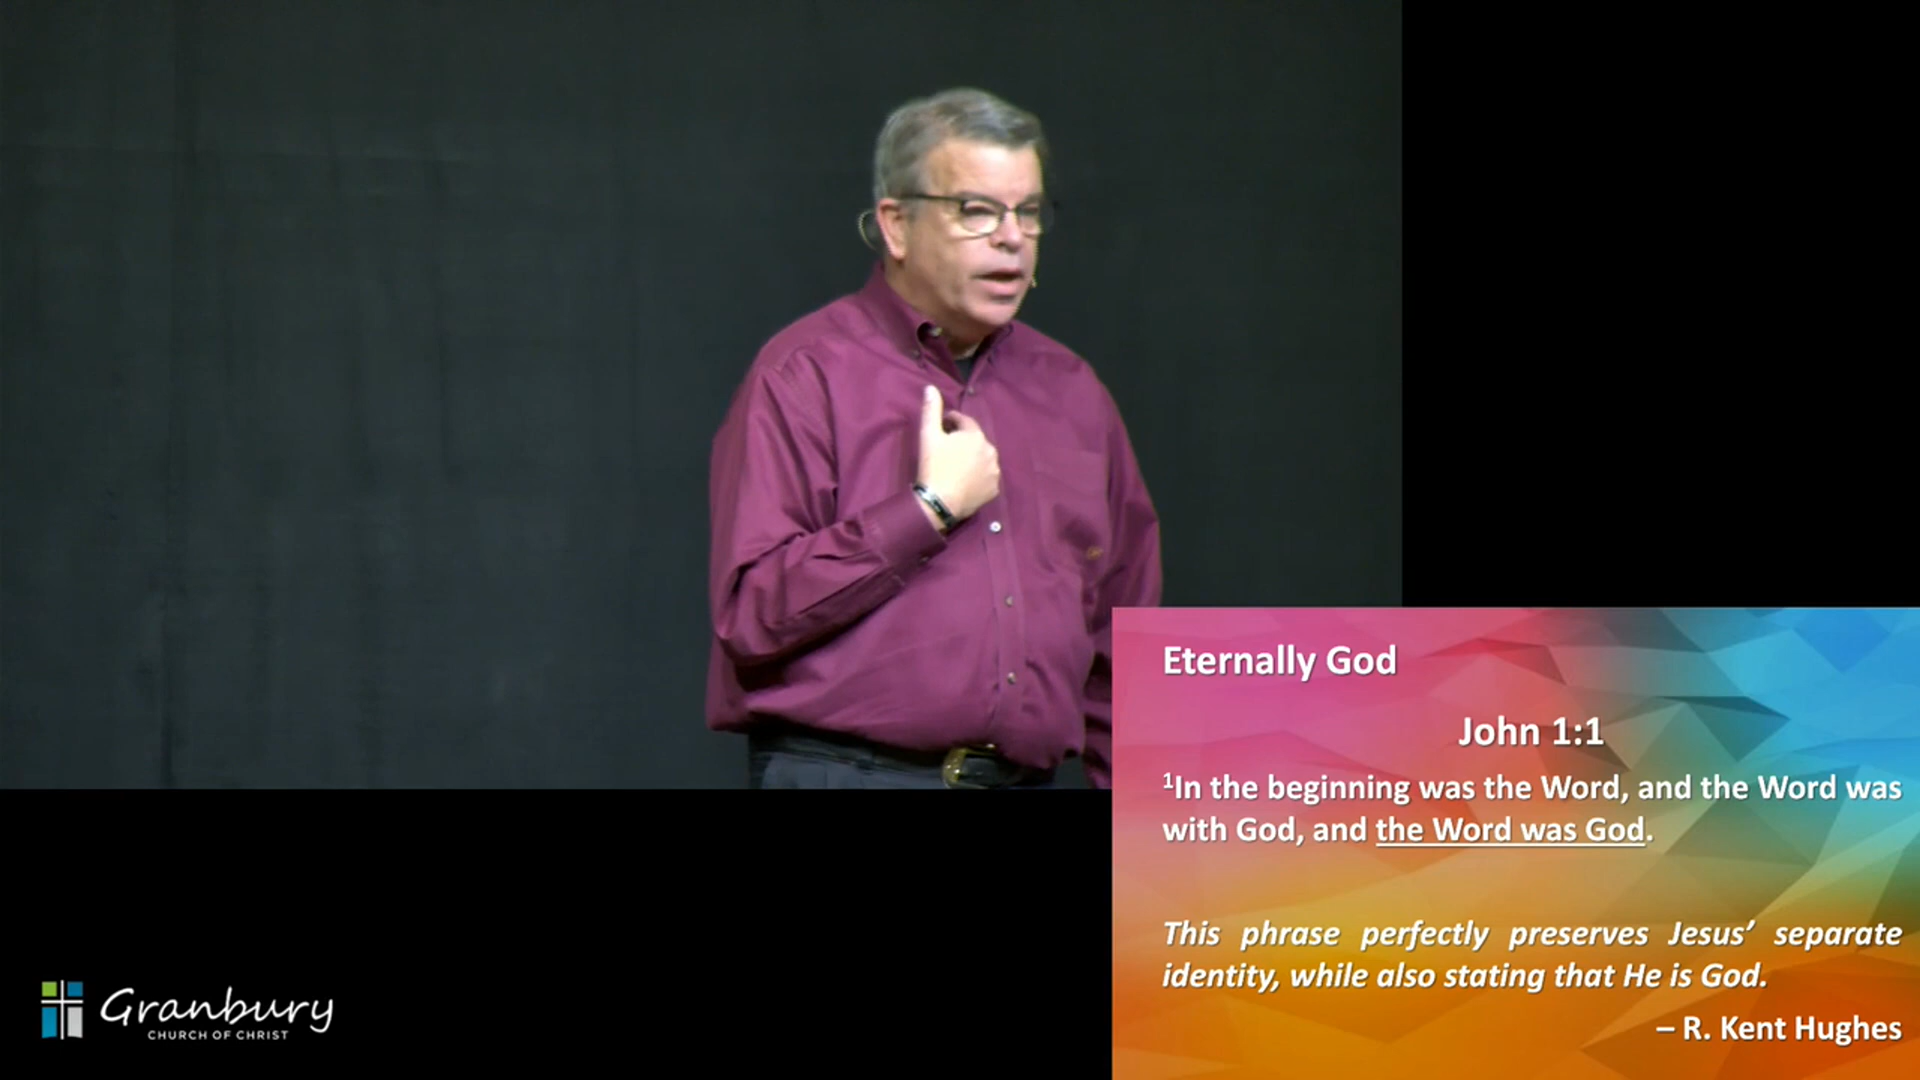 Eternally God
John 1:1
¹In the beginning was the Word, and the Word was
with God, and the Word was God.
This phrase perfectly preserves Jesus’ separate
identity, while also stating that He is God.
– R. Kent Hughes
Granbury
CHURCH OF CHRIST